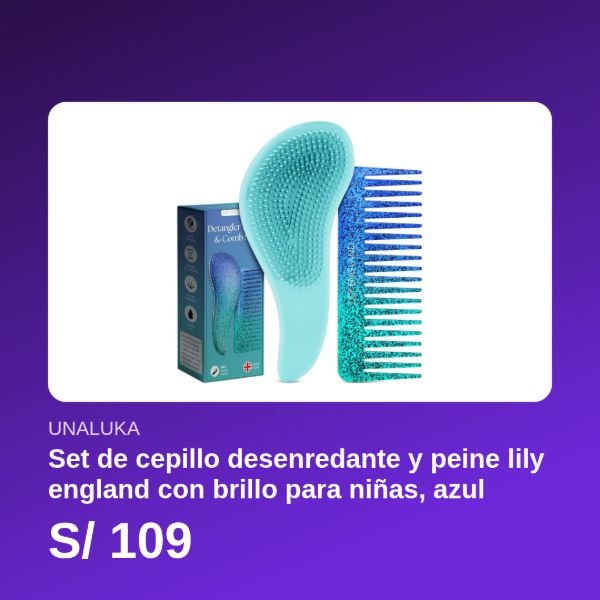 Detangler
& Comb
UNALUKA
Set de cepillo desenredante y peine lily
england con brillo para niñas, azul
S/ 109